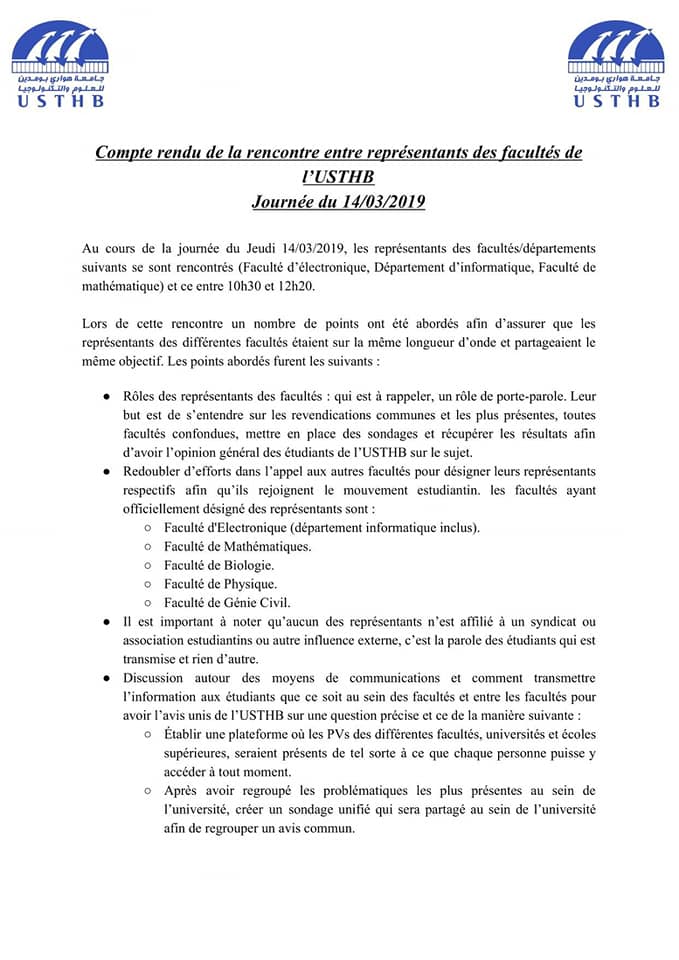 جامعة هواري بومدين
للعلوم والتكنولوجيا
USTHB
جامعة هواري بومدين
للعلوم والتكنولوجيا
USTHB
Compte rendu de la rencontre entre représentants des facultés de
l’USTHB
Journée du 14/03/2019
Au cours de la journée du Jeudi 14/03/2019, les représentants des facultés/départements
suivants se sont rencontrés (Faculté d’électronique, Département d’informatique, Faculté de
mathématique) et ce entre 10h30 et 12h20.
Lors de cette rencontre un nombre de points ont été abordés afin d’assurer que les
représentants des différentes facultés étaient sur la même longueur d’onde et partageaient le
même objectif. Les points abordés furent les suivants :
● Rôles des représentants des facultés : qui est à rappeler, un rôle de porte-parole. Leur
but est de s’entendre sur les revendications communes et les plus présentes, toutes
facultés confondues, mettre en place des sondages et récupérer les résultats afin
d’avoir l’opinion général des étudiants de l’USTHB sur le sujet.
● Redoubler d’efforts dans l’appel aux autres facultés pour désigner leurs représentants
respectifs afin qu’ils rejoignent le mouvement estudiantin. les facultés ayant
officiellement désigné des représentants sont :
○ Faculté d'Electronique (département informatique inclus).
○ Faculté de Mathématiques.
○ Faculté de Biologie.
○ Faculté de Physique.
○ Faculté de Génie Civil.
● Il est important à noter qu’aucun des représentants n’est affilié à un syndicat ou
association estudiantins ou autre influence externe, c’est la parole des étudiants qui est
transmise et rien d’autre.
● Discussion autour des moyens de communications et comment transmettre
l’information aux étudiants que ce soit au sein des facultés et entre les facultés pour
avoir l’avis unis de l’USTHB sur une question précise et ce de la manière suivante :
○ Établir une plateforme où les PVs des différentes facultés, universités et écoles
supérieures, seraient présents de tel sorte à ce que chaque personne puisse y
accéder à tout moment.
○ Après avoir regroupé les problématiques les plus présentes au sein de
l’université, créer un sondage unifié qui sera partagé au sein de l’université
afin de regrouper un avis commun.